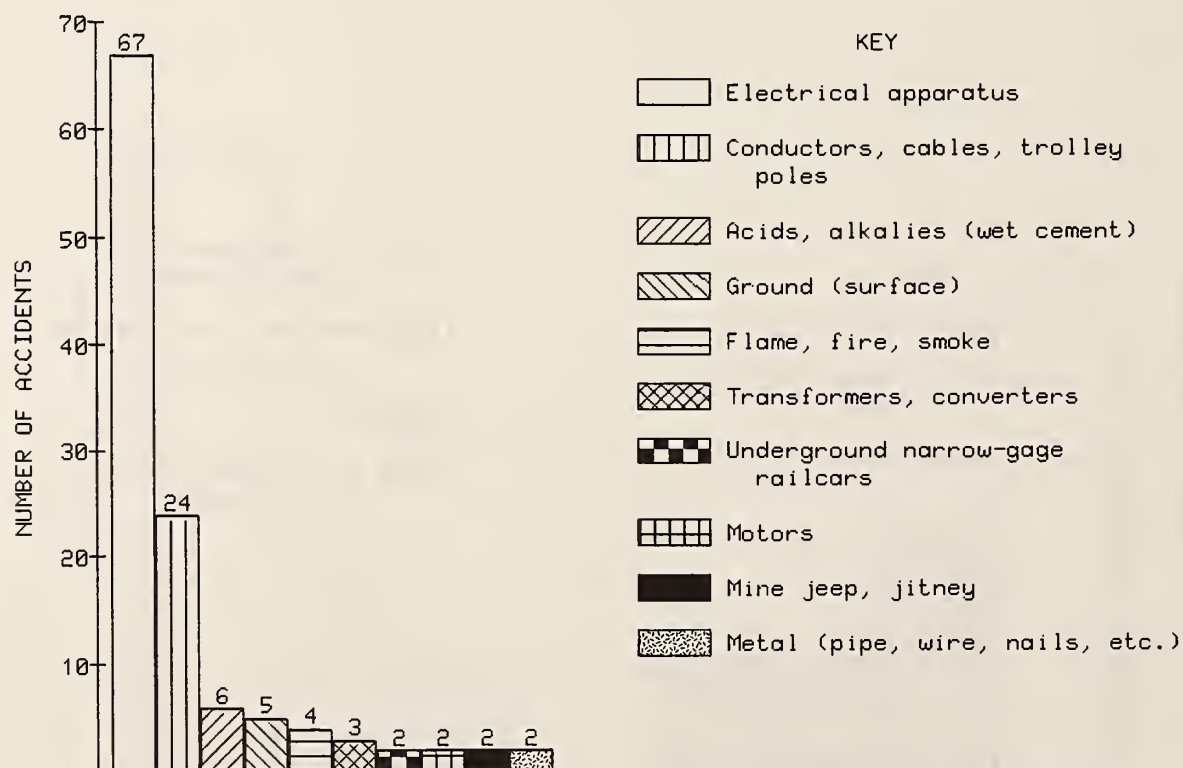 70
67
60
50
40
30
24
20
10
6
5
4
3
2
2
2
2
NUMBER OF ACCIDENTS
KEY
Electrical apparatus
Conductors, cables, trolley
poles
Acids, alkalies (wet cement)
Ground (surface)
Flame, fire, smoke
Transformers, converters
Underground narrow-gage
railcars
Motors
Mine jeep, jitney
Metal (pipe, wire, nails, etc.)